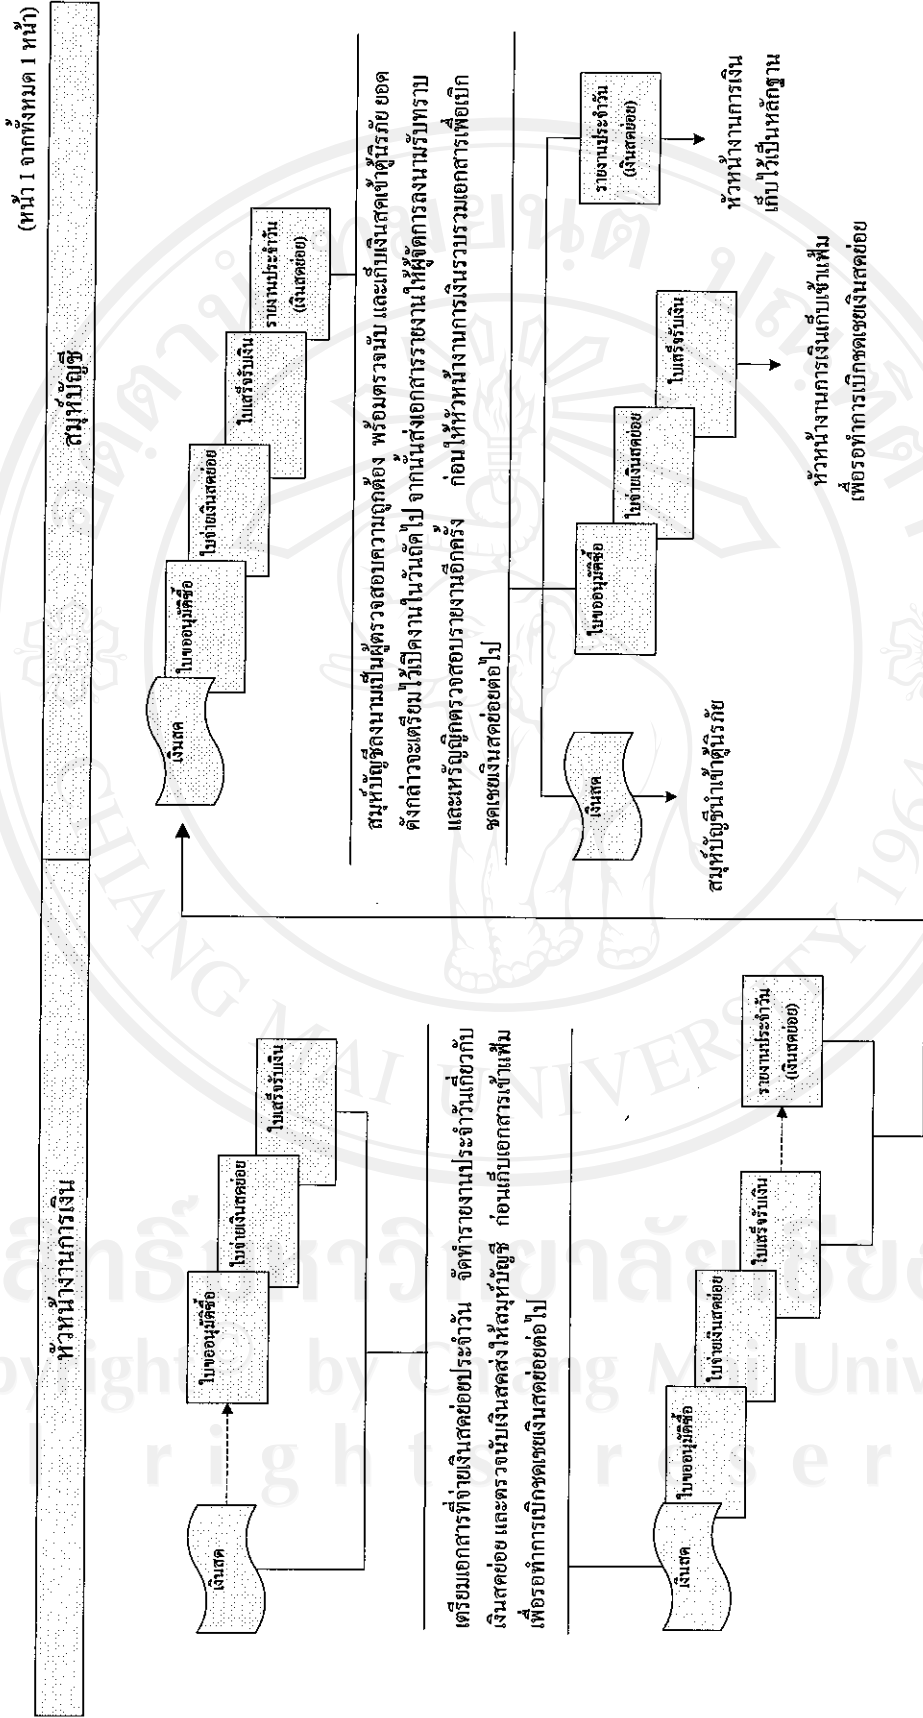 (หน้า 1 จากทั้งหมด 1 หน้า)
หัวหน้างานการเงิน
สมุห์บัญชี
เงินสด
ใบขออนุมัติซื้อ
ใบจ่ายเงินสดย่อย
ใบเสร็จรับเงิน
เตรียมเอกสารที่จ่ายเงินสดย่อยประจำวัน จัดทำรายงานประจำวันเกี่ยวกับ
เงินสดย่อย และตรวจนับเงินสดส่งให้สมุห์บัญชี ก่อนเก็บเอกสารเข้าแฟ้ม
เพื่อรอทำการเบิกชดเชยเงินสดย่อยต่อไป
เงินสด
ใบขออนุมัติซื้อ
ใบจ่ายเงินสดย่อย
ใบเสร็จรับเงิน
รายงานประจำวัน
(เงินสดย่อย)
เงินสด
ใบขออนุมัติซื้อ
ใบจ่ายเงินสดย่อย
ใบเสร็จรับเงิน
รายงานประจำวัน
(เงินสดย่อย)
สมุห์บัญชีลงนามเป็นผู้ตรวจสอบความถูกต้อง พร้อมตรวจนับ และเก็บเงินสดเข้าตู้นิรภัย ยอด
ดังกล่าวจะเตรียมไว้เปิดงานในวันถัดไป จากนั้นส่งเอกสารรายงานให้ผู้จัดการลงนามรับทราบ
และเหรัญญิกตรวจสอบรายงานอีกครั้ง ก่อนให้หัวหน้างานการเงินรวบรวมเอกสารเพื่อเบิก
ชดเชยเงินสดย่อยต่อไป
เงินสด
สมุห์บัญชีนำเข้าตู้นิรภัย
ใบขออนุมัติซื้อ
ใบจ่ายเงินสดย่อย
ใบเสร็จรับเงิน
หัวหน้างานการเงินเก็บเข้าแฟ้ม
เพื่อรอทำการเบิกชดเชยเงินสดย่อย
รายงานประจำวัน
(เงินสดย่อย)
หัวหน้างานการเงิน
เก็บไว้เป็นหลักฐาน
CHIANG MAI UNIVERSITY 1964
by Chiang Mai Univ
rights reser